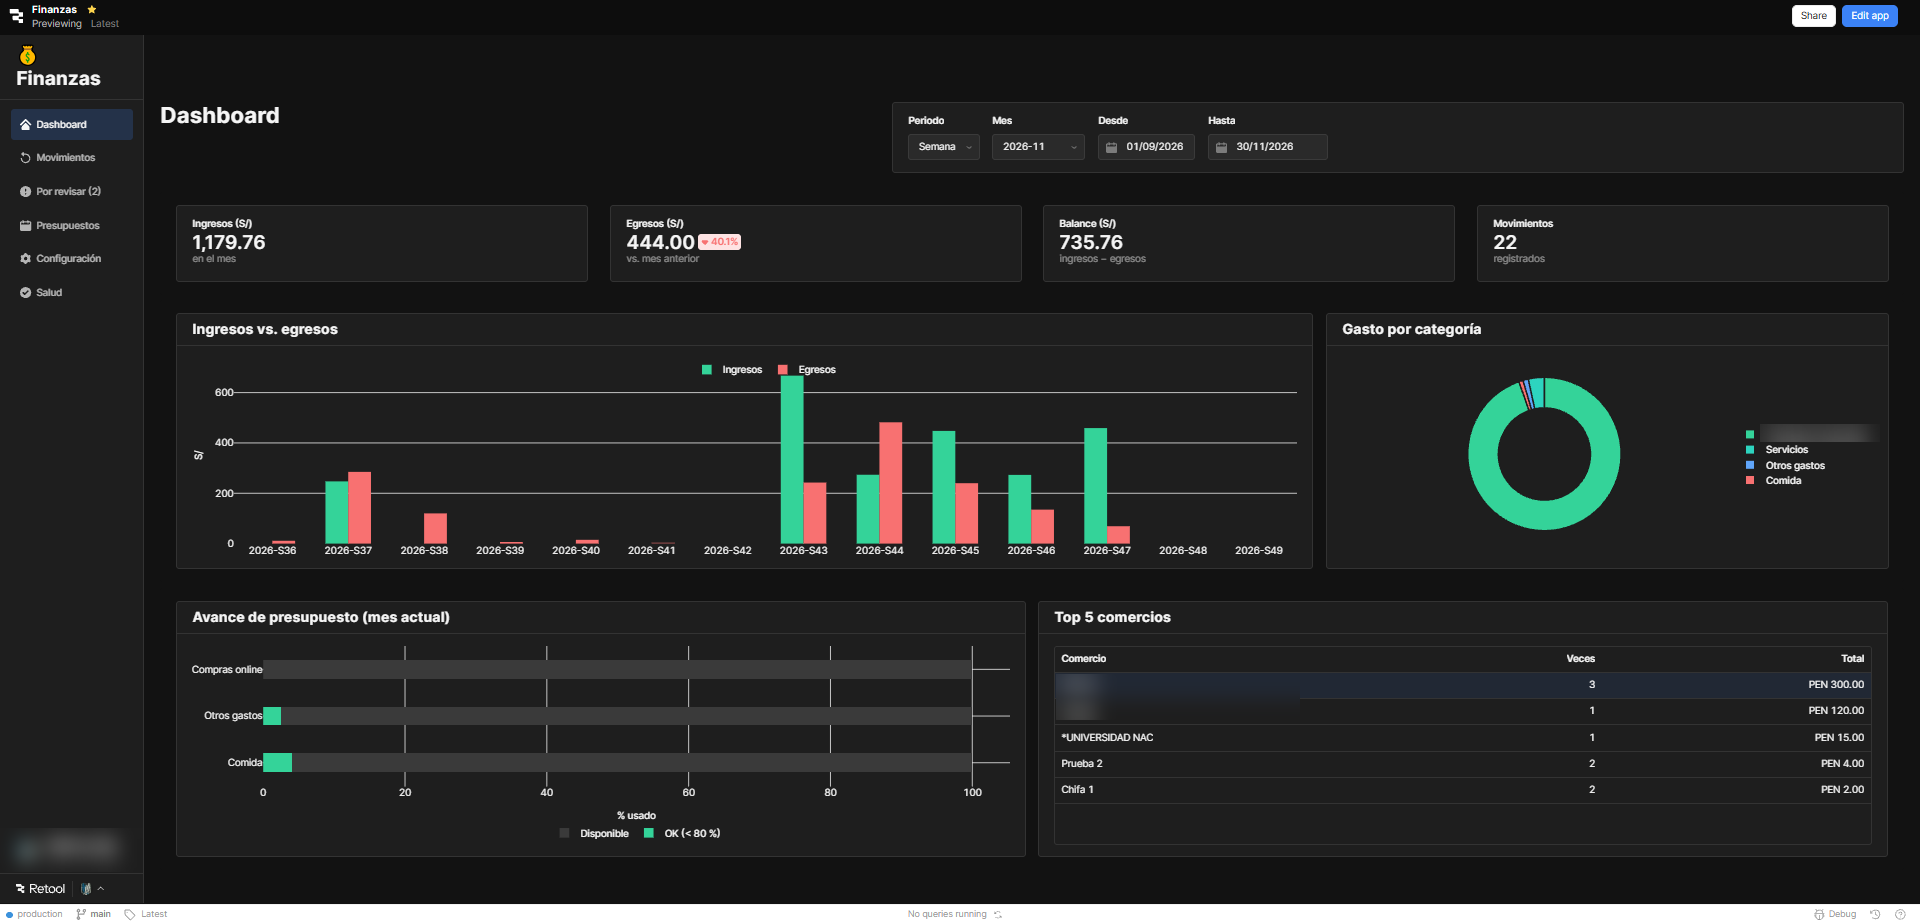 Finanzas
Previewing Latest
Share
Edit app
Finanzas
Dashboard
Movimientos
Por revisar (2)
Presupuestos
Configuración
Salud
Dashboard
Periodo Mes Desde Hasta
Semana 2026-11 01/09/2026 30/11/2026
Ingresos (S/)
1,179.76
en el mes
Egresos (S/)
444.00 40.1%
vs. mes anterior
Balance (S/)
735.76
ingresos – egresos
Movimientos
22
registrados
Ingresos vs. egresos
Ingresos Egresos
600
400
S/
200
0
2026-S36 2026-S37 2026-S38 2026-S39 2026-S40 2026-S41 2026-S42 2026-S43 2026-S44 2026-S45 2026-S46 2026-S47 2026-S48 2026-S49
Gasto por categoría
Servicios
Otros gastos
Comida
Avance de presupuesto (mes actual)
Compras online
Otros gastos
Comida
0 20 40 60 80 100
% usado
Disponible OK (< 80 %)
Top 5 comercios
Comercio Veces Total
3 PEN 300.00
1 PEN 120.00
*UNIVERSIDAD NAC 1 PEN 15.00
Prueba 2 2 PEN 4.00
Chifa 1 2 PEN 2.00
Retool
production main Latest
No queries running
Debug